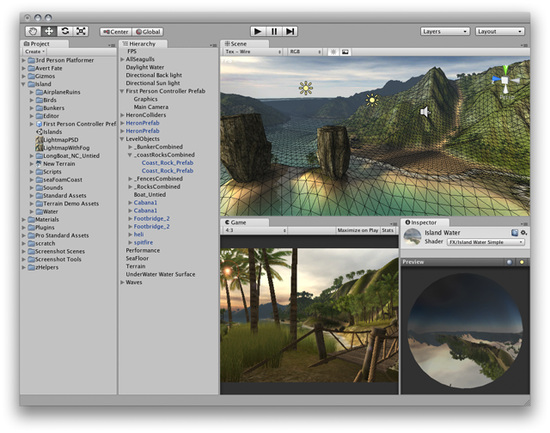 Center
Global
Layers
Layout
Project
Create
3rd Person Platformer
Avert Fate
Gizmos
Island
AirplaneRuins
Birds
Bunkers
Editor
First Person Controller Prefab
Islands
LightmapPSD
LightmapWithFog
LongBoat_NC_Untied
New Terrain
Scripts
seaFoamCoast
Sounds
Standard Assets
Terrain Demo Assets
Water
Materials
Plugins
Pro Standard Assets
scratch
Screenshot Scenes
Screenshot Tools
zHelpers
Hierarchy
FPS
AllSeagulls
Daylight Water
Directional Back light
Directional Sun light
First Person Controller Prefab
Graphics
Main Camera
HeronColliders
HeronPrefab
HeronPrefab
LevelObjects
_BunkerCombined
_coastRocksCombined
Coast_Rock_Prefab
Coast_Rock_Prefab
_FencesCombined
_RocksCombined
Boat_Untied
Cabana1
Cabana1
Footbridge_2
Footbridge_2
heli
spitfire
Performance
SeaFloor
Terrain
UnderWater Water Surface
Waves
Scene
Tex - Wire
RGB
Game
4:3
Maximize on Play
Stats
Inspector
Island Water
Shader
FX/Island Water Simple
Preview